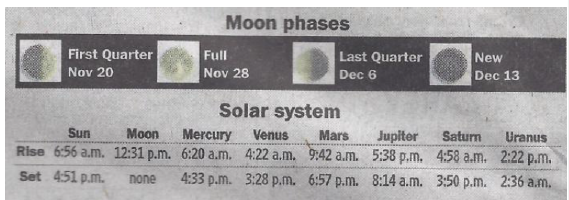 Moon phases
First Quarter Full Last Quarter New
Nov 20 Nov 28 Dec 6 Dec 13
Solar system
Sun Moon Mercury Venus Mars Jupiter Saturn Uranus
Rise 6:56 a.m. 12:31 p.m. 6:20 a.m. 4:22 a.m. 9:42 a.m. 5:38 p.m. 4:58 a.m. 2:22 p.m.
Set 4:51 p.m. none 4:33 p.m. 3:28 p.m. 6:57 p.m. 8:14 a.m. 3:50 p.m. 2:36 a.m.